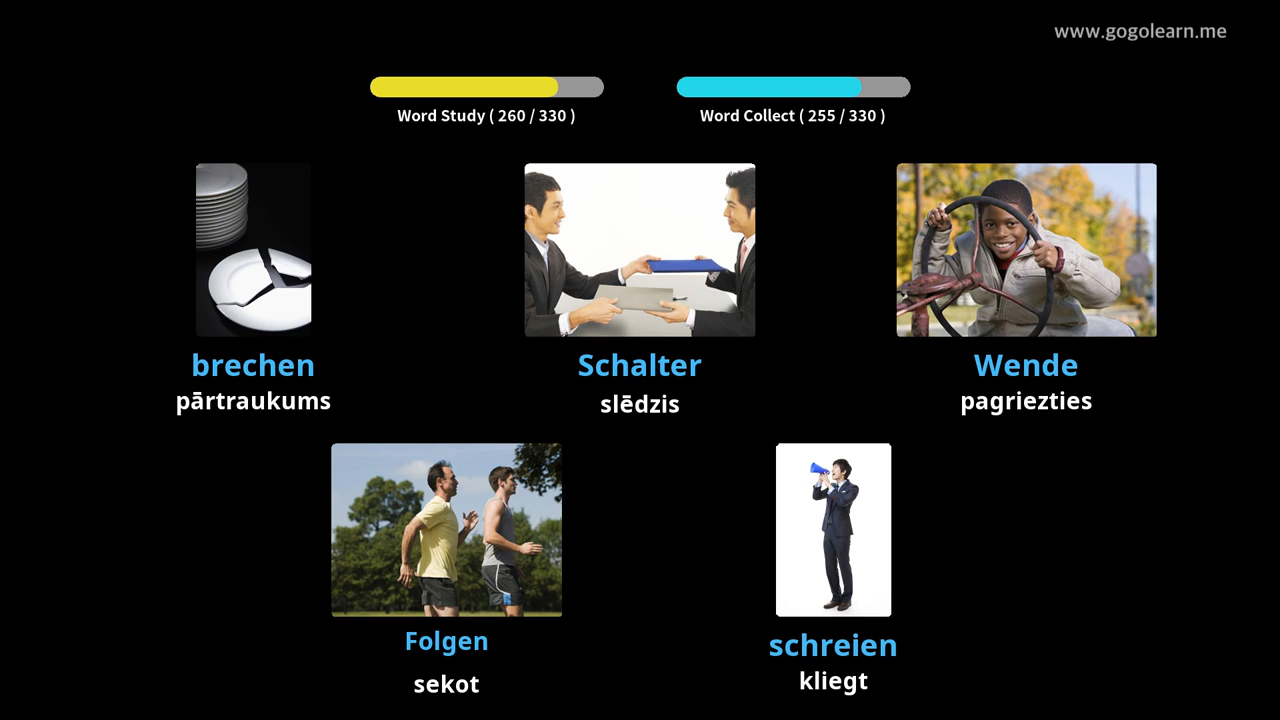 www.gogolearn.me
Word Study ( 260 / 330 )
Word Collect ( 255 / 330 )
brechen
pārtraukums
Schalter
slēdzis
Wende
pagriezties
Folgen
sekot
schreien
kliegt